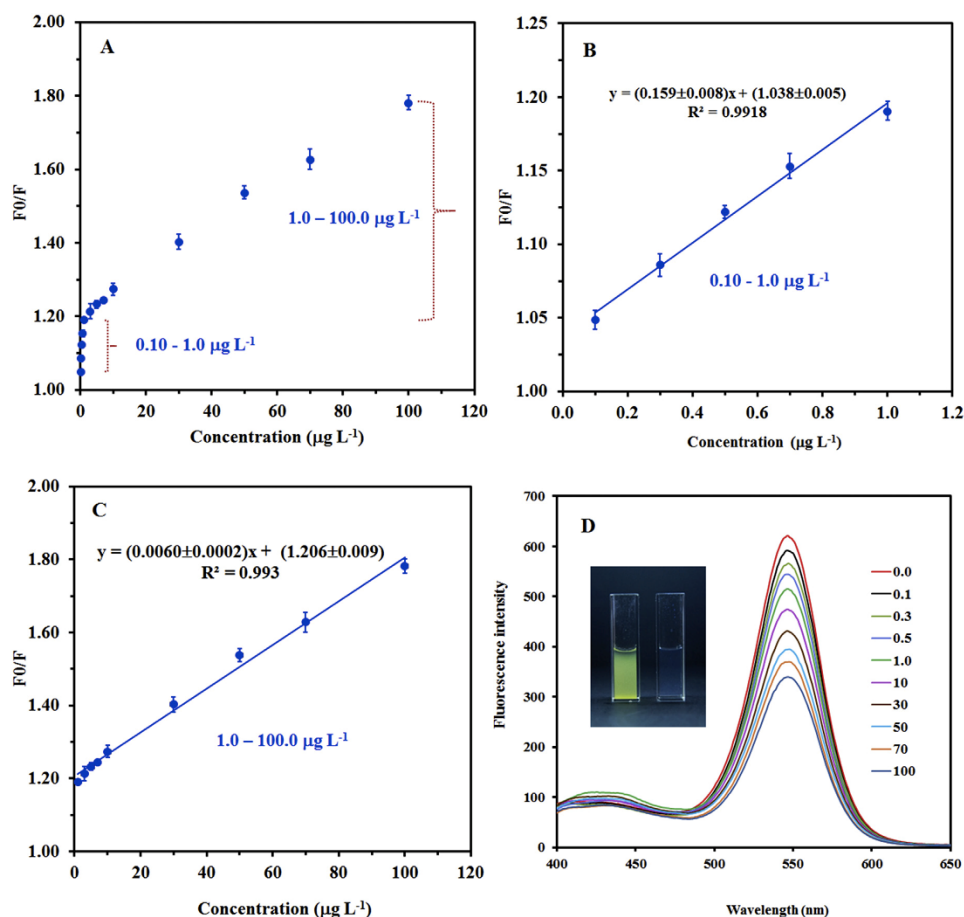 A
2.00
1.80
1.60
1.40
1.20
1.00
F0/F
1.0 – 100.0 µg L-1
0.10 - 1.0 µg L-1
0 20 40 60 80 100 120
Concentration (µg L-1)
B
1.25
1.20
1.15
1.10
1.05
1.00
F0/F
y = (0.159±0.008)x + (1.038±0.005)
R² = 0.9918
0.10 - 1.0 µg L-1
0.0 0.2 0.4 0.6 0.8 1.0 1.2
Concentration (µg L-1)
C
2.00
1.80
1.60
1.40
1.20
1.00
F0/F
y = (0.0060±0.0002)x + (1.206±0.009)
R² = 0.993
1.0 – 100.0 µg L-1
0 20 40 60 80 100 120
Concentration (µg L-1)
D
700
600
500
400
300
200
100
0
Fluorescence intensity
0.0
0.1
0.3
0.5
1.0
10
30
50
70
100
400 450 500 550 600 650
Wavelength (nm)